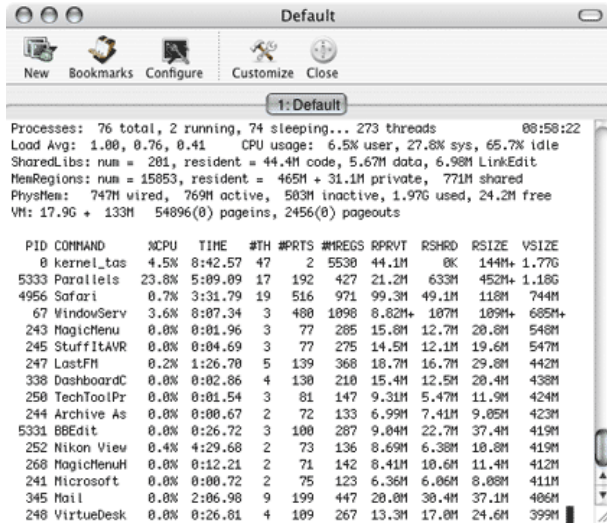 Default
New Bookmarks Configure Customize Close
1: Default
Processes: 76 total, 2 running, 74 sleeping... 273 threads 08:58:22
Load Avg: 1.00, 0.76, 0.41 CPU usage: 6.5% user, 27.8% sys, 65.7% idle
SharedLibs: num = 201, resident = 44.4M code, 5.67M data, 6.98M LinkEdit
MemRegions: num = 15853, resident = 465M + 31.1M private, 771M shared
PhysMem: 747M wired, 769M active, 503M inactive, 1.97G used, 24.2M free
VM: 17.9G + 133M 54896(0) pageins, 2456(0) pageouts
PID COMMAND %CPU TIME #TH #PRTS #MREGS RPRVT RSHRD RSIZE VSIZE
0 kernel_tas 4.5% 8:42.57 47 2 5530 44.1M 0K 144M+ 1.77G
5333 Parallels 23.8% 5:09.09 17 192 427 21.2M 633M 452M+ 1.18G
4956 Safari 0.7% 3:31.79 19 516 971 99.3M 49.1M 118M 744M
67 WindowServ 3.6% 8:07.34 3 480 1098 8.82M+ 107M 109M+ 685M+
243 MagicMenu 0.0% 0:01.96 3 77 285 15.8M 12.7M 20.8M 548M
245 StuffItAVR 0.0% 0:04.69 3 77 275 14.5M 12.1M 19.6M 547M
247 LastFM 0.2% 1:26.70 5 139 368 18.7M 16.7M 29.8M 442M
338 DashboardC 0.0% 0:02.86 4 130 210 15.4M 12.5M 20.4M 438M
250 TechToolPr 0.0% 0:01.54 3 81 147 9.31M 5.47M 11.9M 424M
244 Archive As 0.0% 0:00.67 2 72 133 6.99M 7.41M 9.05M 423M
5331 BBEdit 0.0% 0:26.72 3 100 287 9.04M 22.7M 37.4M 419M
252 Nikon View 0.4% 4:29.68 2 73 136 8.69M 6.38M 10.8M 419M
268 MagicMenuH 0.0% 0:12.21 2 71 142 8.41M 10.6M 11.4M 412M
241 Microsoft 0.0% 0:00.72 2 75 123 6.36M 6.06M 8.08M 411M
345 Mail 0.0% 2:06.98 9 199 447 20.0M 30.4M 37.1M 406M
248 VirtueDesk 0.0% 0:26.81 4 109 267 13.3M 17.0M 24.6M 399M